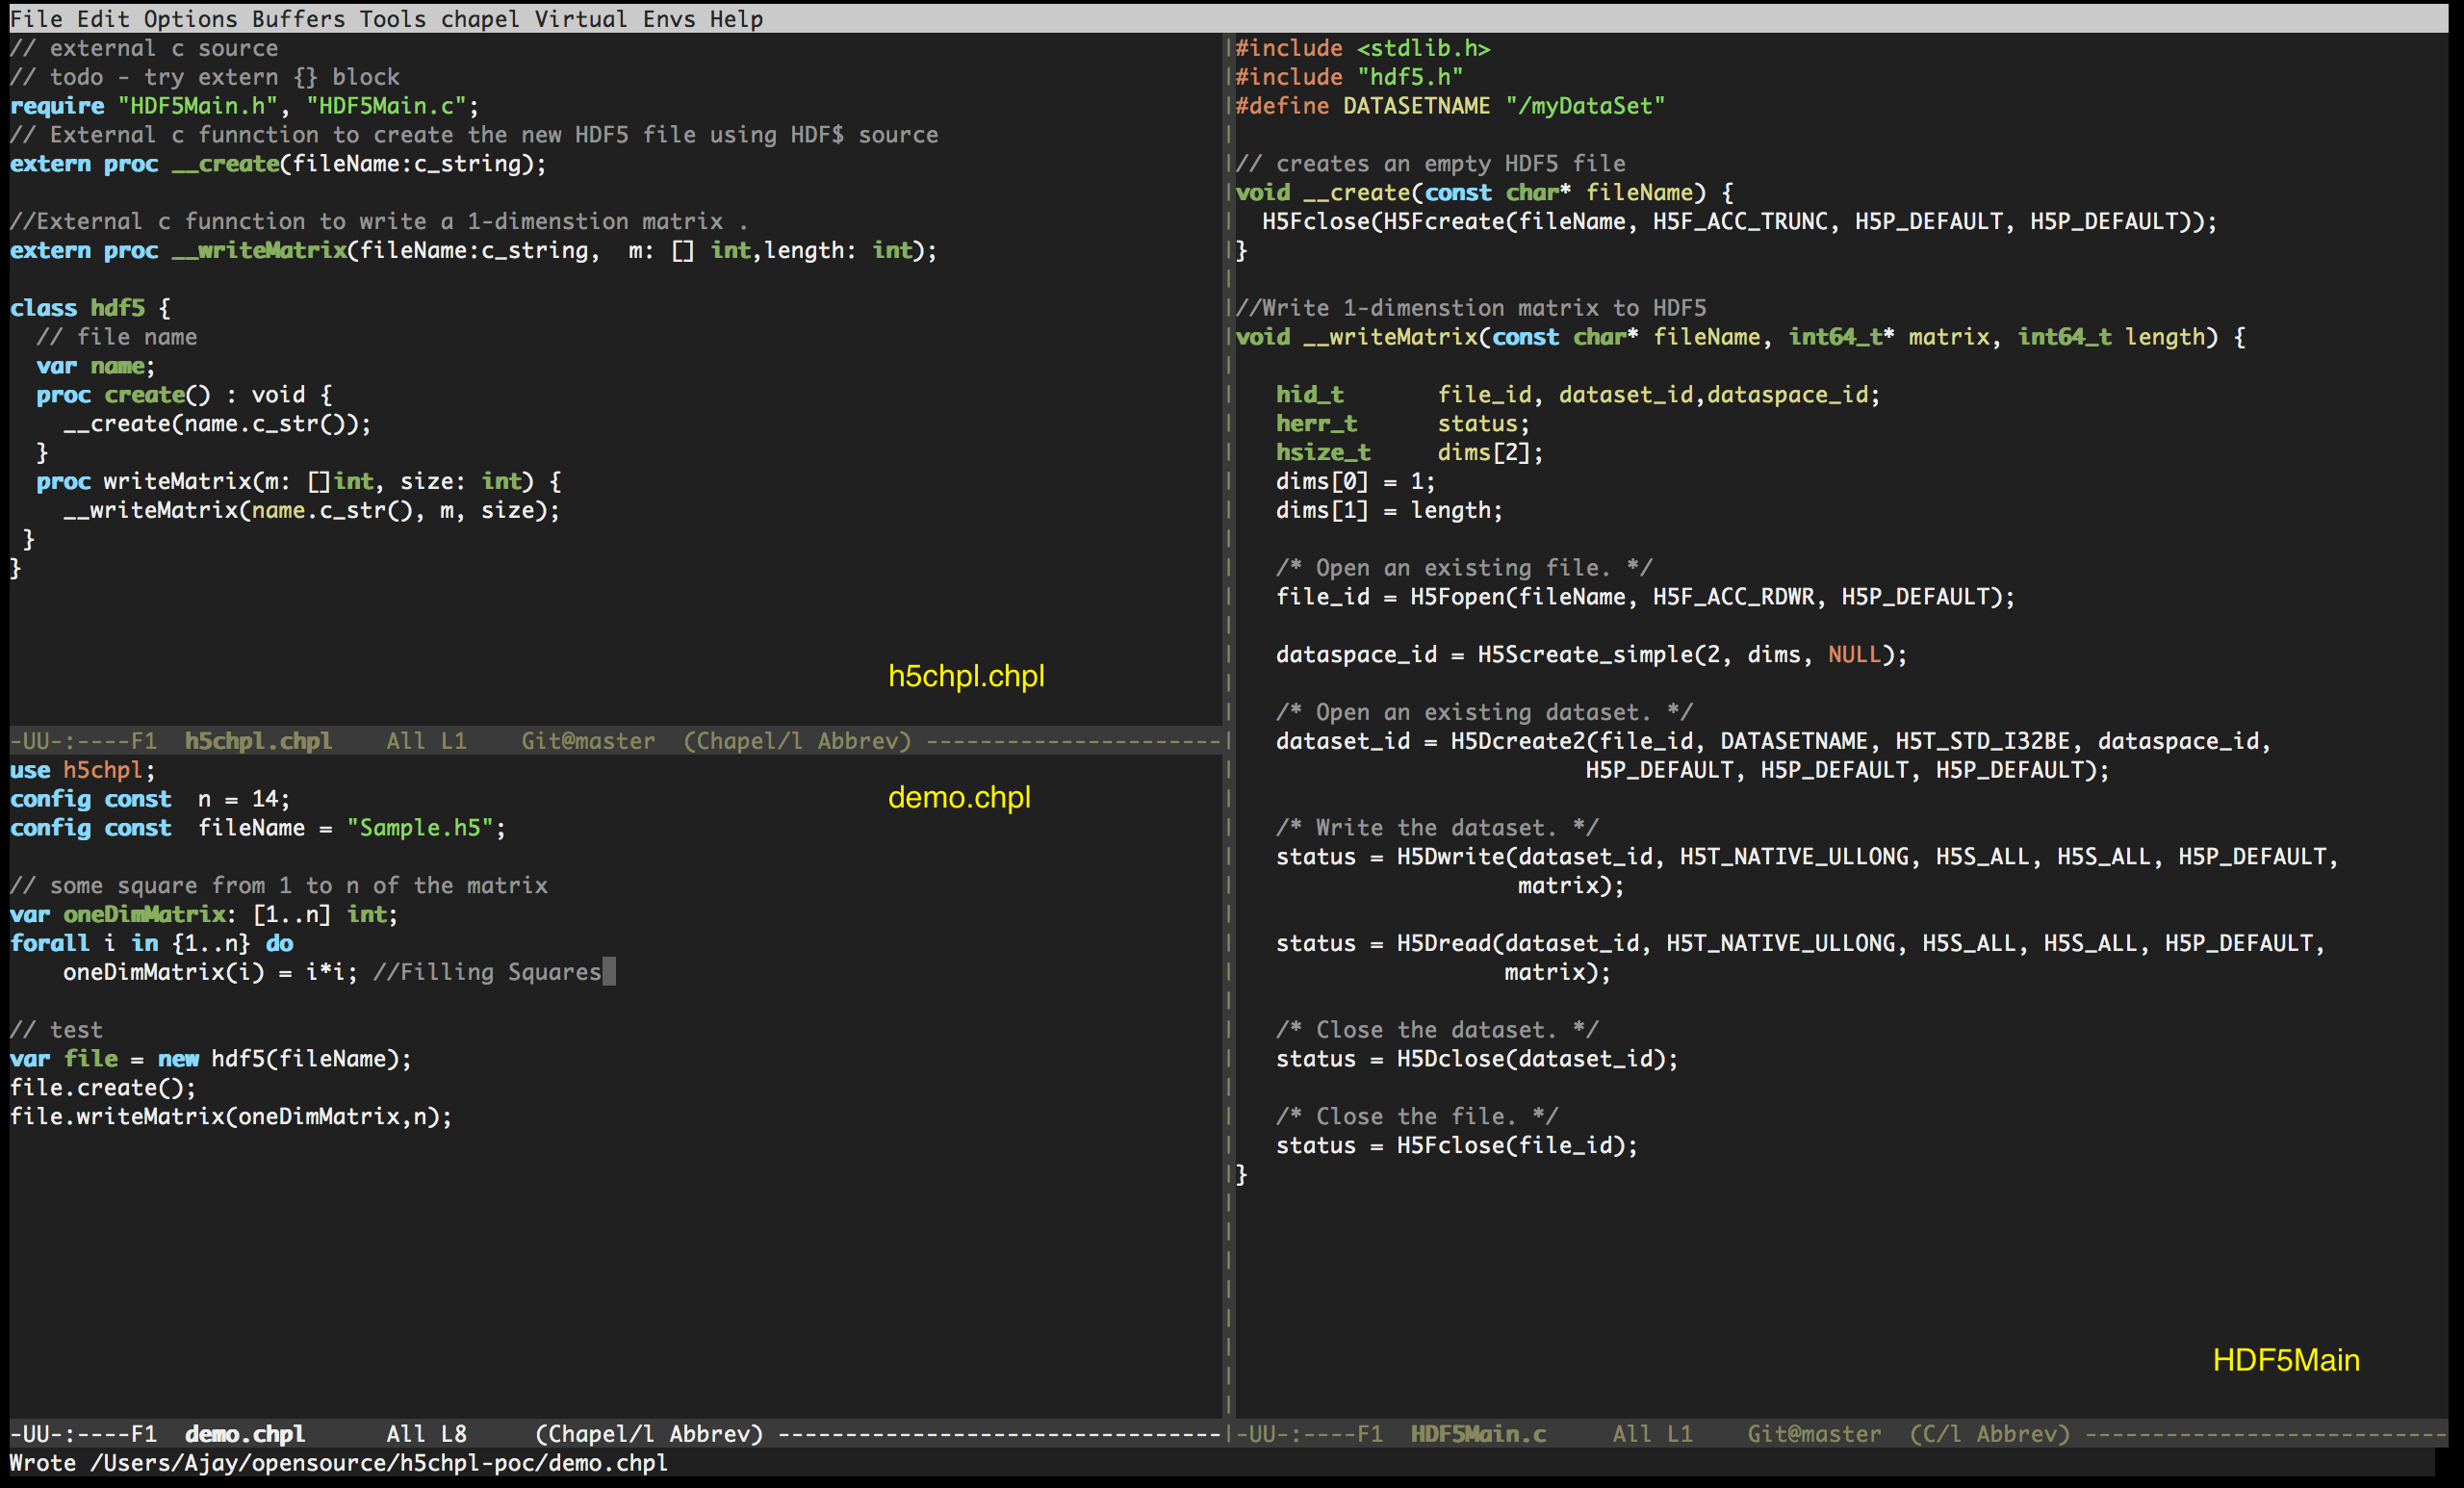 File Edit Options Buffers Tools chapel Virtual Envs Help
// external c source
// todo - try extern {} block
require "HDF5Main.h", "HDF5Main.c";
// External c funnction to create the new HDF5 file using HDF$ source
extern proc __create(fileName:c_string);
//External c funnction to write a 1-dimenstion matrix .
extern proc __writeMatrix(fileName:c_string,  m: [] int,length: int);
class hdf5 {
  // file name
  var name;
  proc create() : void {
    __create(name.c_str());
  }
  proc writeMatrix(m: []int, size: int) {
    __writeMatrix(name.c_str(), m, size);
 }
}
h5chpl.chpl
-UU-:----F1  h5chpl.chpl    All L1    Git@master  (Chapel/l Abbrev) ----------------------
use h5chpl;
config const  n = 14;
demo.chpl
config const  fileName = "Sample.h5";
// some square from 1 to n of the matrix
var oneDimMatrix: [1..n] int;
forall i in {1..n} do
    oneDimMatrix(i) = i*i; //Filling Squares
// test
var file = new hdf5(fileName);
file.create();
file.writeMatrix(oneDimMatrix,n);
-UU-:----F1  demo.chpl      All L8     (Chapel/l Abbrev) ---------------------------------
#include <stdlib.h>
#include "hdf5.h"
#define DATASETNAME "/myDataSet"
// creates an empty HDF5 file
void __create(const char* fileName) {
  H5Fclose(H5Fcreate(fileName, H5F_ACC_TRUNC, H5P_DEFAULT, H5P_DEFAULT));
}
//Write 1-dimenstion matrix to HDF5
void __writeMatrix(const char* fileName, int64_t* matrix, int64_t length) {
   hid_t       file_id, dataset_id,dataspace_id;
   herr_t      status;
   hsize_t     dims[2];
   dims[0] = 1;
   dims[1] = length;
   /* Open an existing file. */
   file_id = H5Fopen(fileName, H5F_ACC_RDWR, H5P_DEFAULT);
   dataspace_id = H5Screate_simple(2, dims, NULL);
   /* Open an existing dataset. */
   dataset_id = H5Dcreate2(file_id, DATASETNAME, H5T_STD_I32BE, dataspace_id,
                          H5P_DEFAULT, H5P_DEFAULT, H5P_DEFAULT);
   /* Write the dataset. */
   status = H5Dwrite(dataset_id, H5T_NATIVE_ULLONG, H5S_ALL, H5S_ALL, H5P_DEFAULT,
                     matrix);
   status = H5Dread(dataset_id, H5T_NATIVE_ULLONG, H5S_ALL, H5S_ALL, H5P_DEFAULT,
                    matrix);
   /* Close the dataset. */
   status = H5Dclose(dataset_id);
   /* Close the file. */
   status = H5Fclose(file_id);
}
HDF5Main
-UU-:----F1  HDF5Main.c     All L1    Git@master  (C/l Abbrev) ---------------------------
Wrote /Users/Ajay/opensource/h5chpl-poc/demo.chpl